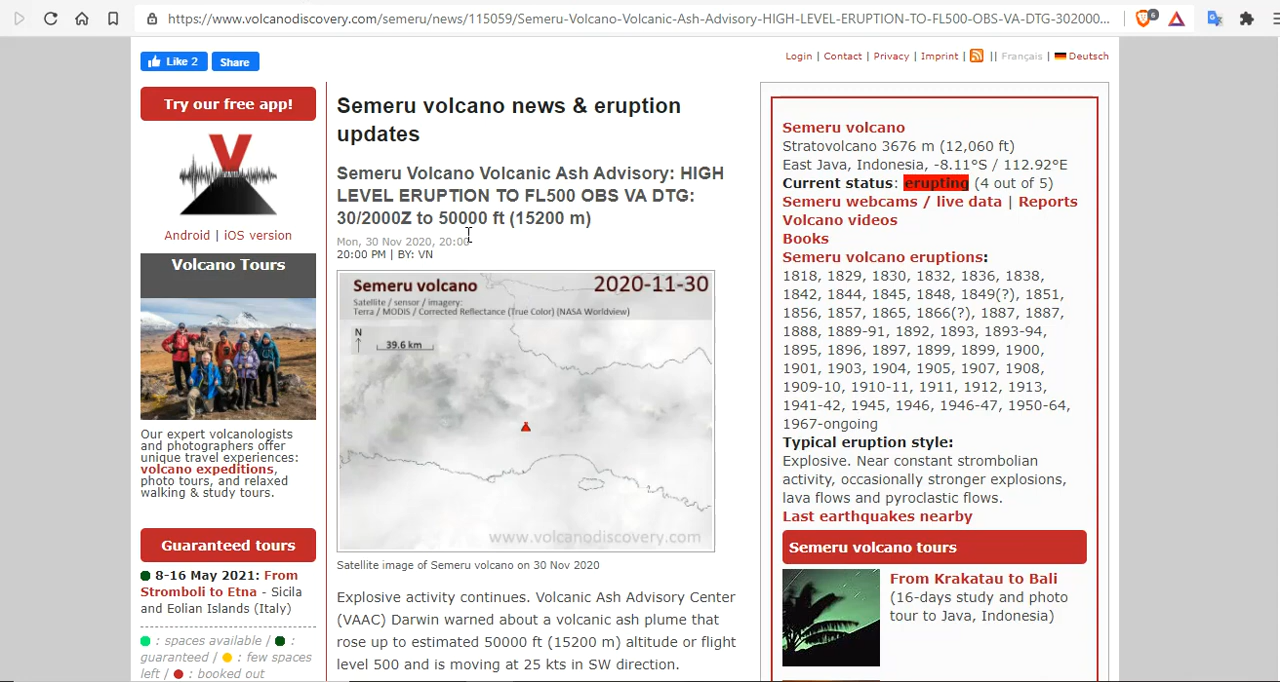 https://www.volcanodiscovery.com/semeru/news/115059/Semeru-Volcano-Volcanic-Ash-Advisory-HIGH-LEVEL-ERUPTION-TO-FL500-OBS-VA-DTG-302000...
6
Like 2
Share
Login | Contact | Privacy | Imprint | || Français | Deutsch
Try our free app!
Android | iOS version
Volcano Tours
Our expert volcanologists
and photographers offer
unique travel experiences:
volcano expeditions,
photo tours, and relaxed
walking & study tours.
Guaranteed tours
8-16 May 2021: From
Stromboli to Etna - Sicila
and Eolian Islands (Italy)
: spaces available / :
guaranteed / : few spaces
left / : booked out
Semeru volcano news & eruption
updates
Semeru Volcano Volcanic Ash Advisory: HIGH
LEVEL ERUPTION TO FL500 OBS VA DTG:
30/2000Z to 50000 ft (15200 m)
Mon, 30 Nov 2020, 20:00
20:00 PM | BY: VN
Semeru volcano
2020-11-30
Satellite / sensor / imagery:
Terra / MODIS / Corrected Reflectance (True Color) (NASA Worldview)
N
39.6 km
www.volcanodiscovery.com
Satellite image of Semeru volcano on 30 Nov 2020
Explosive activity continues. Volcanic Ash Advisory Center
(VAAC) Darwin warned about a volcanic ash plume that
rose up to estimated 50000 ft (15200 m) altitude or flight
level 500 and is moving at 25 kts in SW direction.
Semeru volcano
Stratovolcano 3676 m (12,060 ft)
East Java, Indonesia, -8.11°S / 112.92°E
Current status: erupting (4 out of 5)
Semeru webcams / live data | Reports
Volcano videos
Books
Semeru volcano eruptions:
1818, 1829, 1830, 1832, 1836, 1838,
1842, 1844, 1845, 1848, 1849(?), 1851,
1856, 1857, 1865, 1866(?), 1887, 1887,
1888, 1889-91, 1892, 1893, 1893-94,
1895, 1896, 1897, 1899, 1899, 1900,
1901, 1903, 1904, 1905, 1907, 1908,
1909-10, 1910-11, 1911, 1912, 1913,
1941-42, 1945, 1946, 1946-47, 1950-64,
1967-ongoing
Typical eruption style:
Explosive. Near constant strombolian
activity, occasionally stronger explosions,
lava flows and pyroclastic flows.
Last earthquakes nearby
Semeru volcano tours
From Krakatau to Bali
(16-days study and photo
tour to Java, Indonesia)